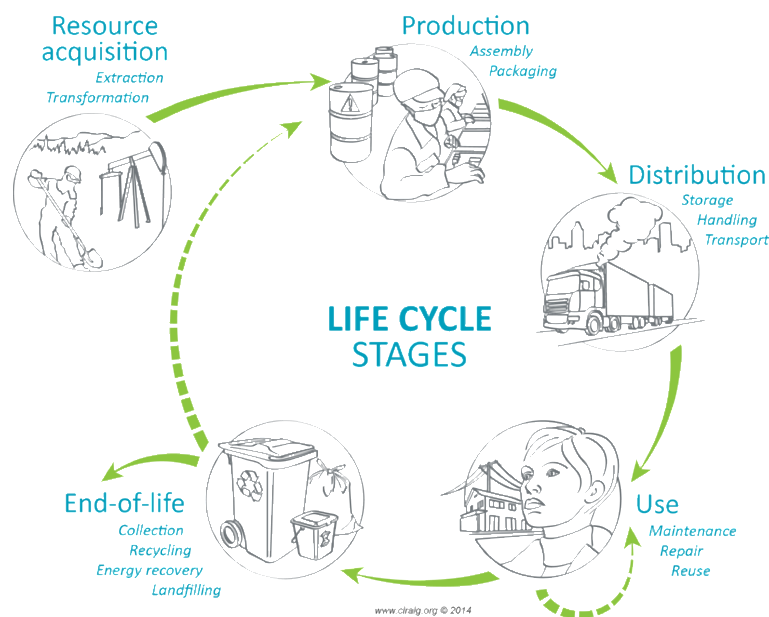 Resource
acquisition
Extraction
Transformation
Production
Assembly
Packaging
Distribution
Storage
Handling
Transport
LIFE CYCLE
STAGES
Use
Maintenance
Repair
Reuse
End-of-life
Collection
Recycling
Energy recovery
Landfilling
www.ciraig.org © 2014